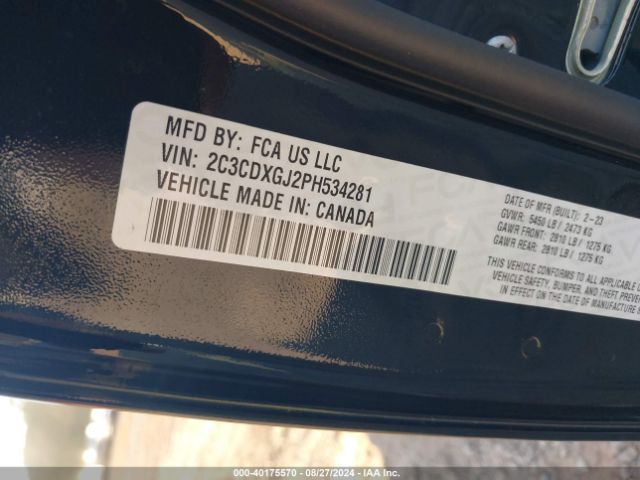 MFD BY: FCA US LLC
VIN: 2C3CDXGJ2PH534281
VEHICLE MADE IN: CANADA
DATE OF MFR (BUILT): 2-23
GVWR: 5450 LB / 2473 KG
GAWR FRONT: 2810 LB / 1275 KG
GAWR REAR: 2810 LB / 1275 KG
THIS VEHICLE CONFORMS TO ALL APPLICABLE
VEHICLE SAFETY, BUMPER, AND THEFT
IN EFFECT ON THE DATE OF MANUFACTURE
000-40175570 - 08/27/2024 - IAA Inc.